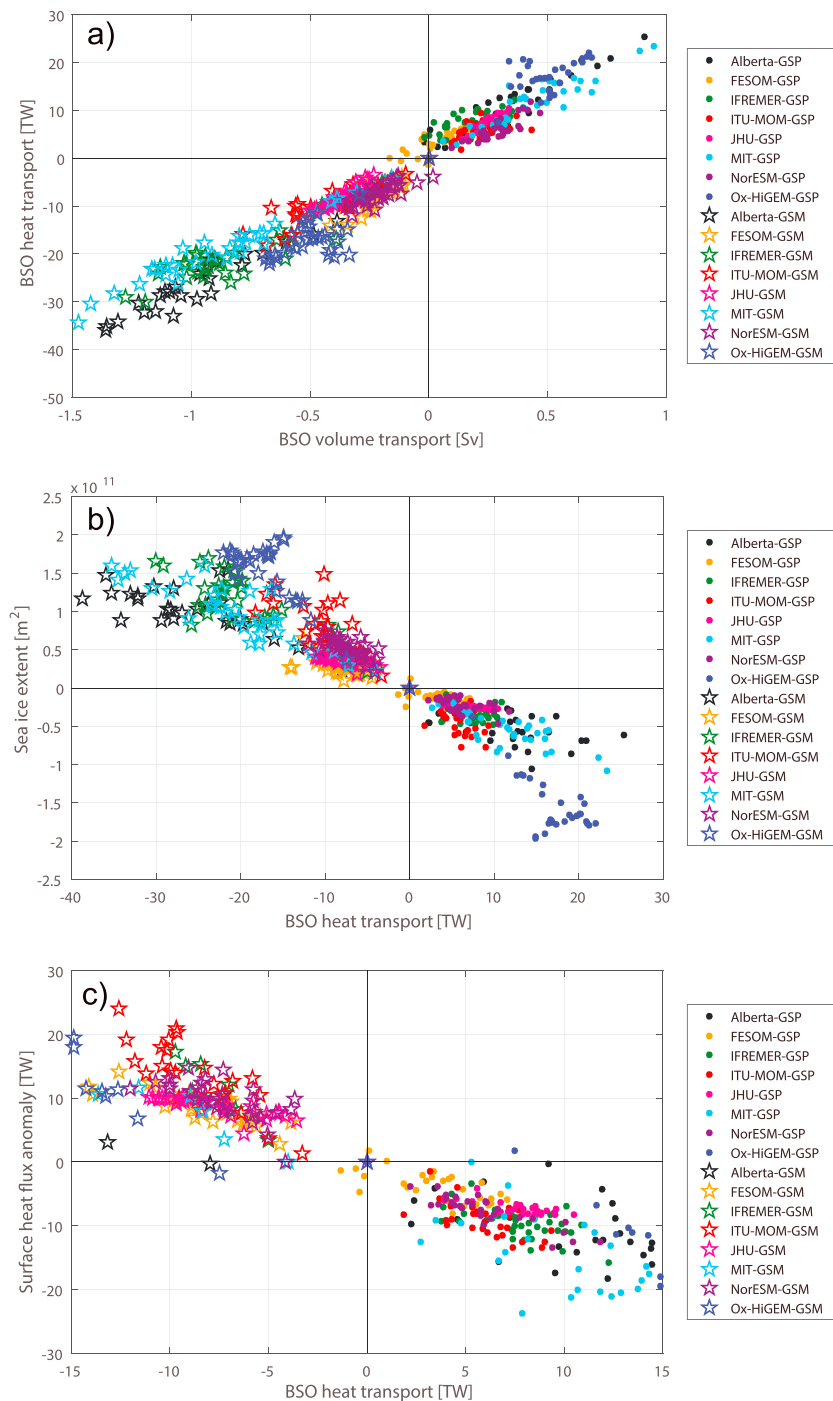 a)
30
20
10
0
-10
-20
-30
-40
-50
BSO heat transport [TW]
-1.5
-1
-0.5
0
0.5
1
BSO volume transport [Sv]
Alberta-GSP
FESOM-GSP
IFREMER-GSP
ITU-MOM-GSP
JHU-GSP
MIT-GSP
NorESM-GSP
Ox-HiGEM-GSP
Alberta-GSM
FESOM-GSM
IFREMER-GSM
ITU-MOM-GSM
JHU-GSM
MIT-GSM
NorESM-GSM
Ox-HiGEM-GSM
x 10 11
b)
2.5
2
1.5
1
0.5
0
-0.5
-1
-1.5
-2
-2.5
Sea ice extent [m2]
-40
-30
-20
-10
0
10
20
30
BSO heat transport [TW]
Alberta-GSP
FESOM-GSP
IFREMER-GSP
ITU-MOM-GSP
JHU-GSP
MIT-GSP
NorESM-GSP
Ox-HiGEM-GSP
Alberta-GSM
FESOM-GSM
IFREMER-GSM
ITU-MOM-GSM
JHU-GSM
MIT-GSM
NorESM-GSM
Ox-HiGEM-GSM
c)
30
20
10
0
-10
-20
-30
Surface heat flux anomaly [TW]
-15
-10
-5
0
5
10
15
BSO heat transport [TW]
Alberta-GSP
FESOM-GSP
IFREMER-GSP
ITU-MOM-GSP
JHU-GSP
MIT-GSP
NorESM-GSP
Ox-HiGEM-GSP
Alberta-GSM
FESOM-GSM
IFREMER-GSM
ITU-MOM-GSM
JHU-GSM
MIT-GSM
NorESM-GSM
Ox-HiGEM-GSM